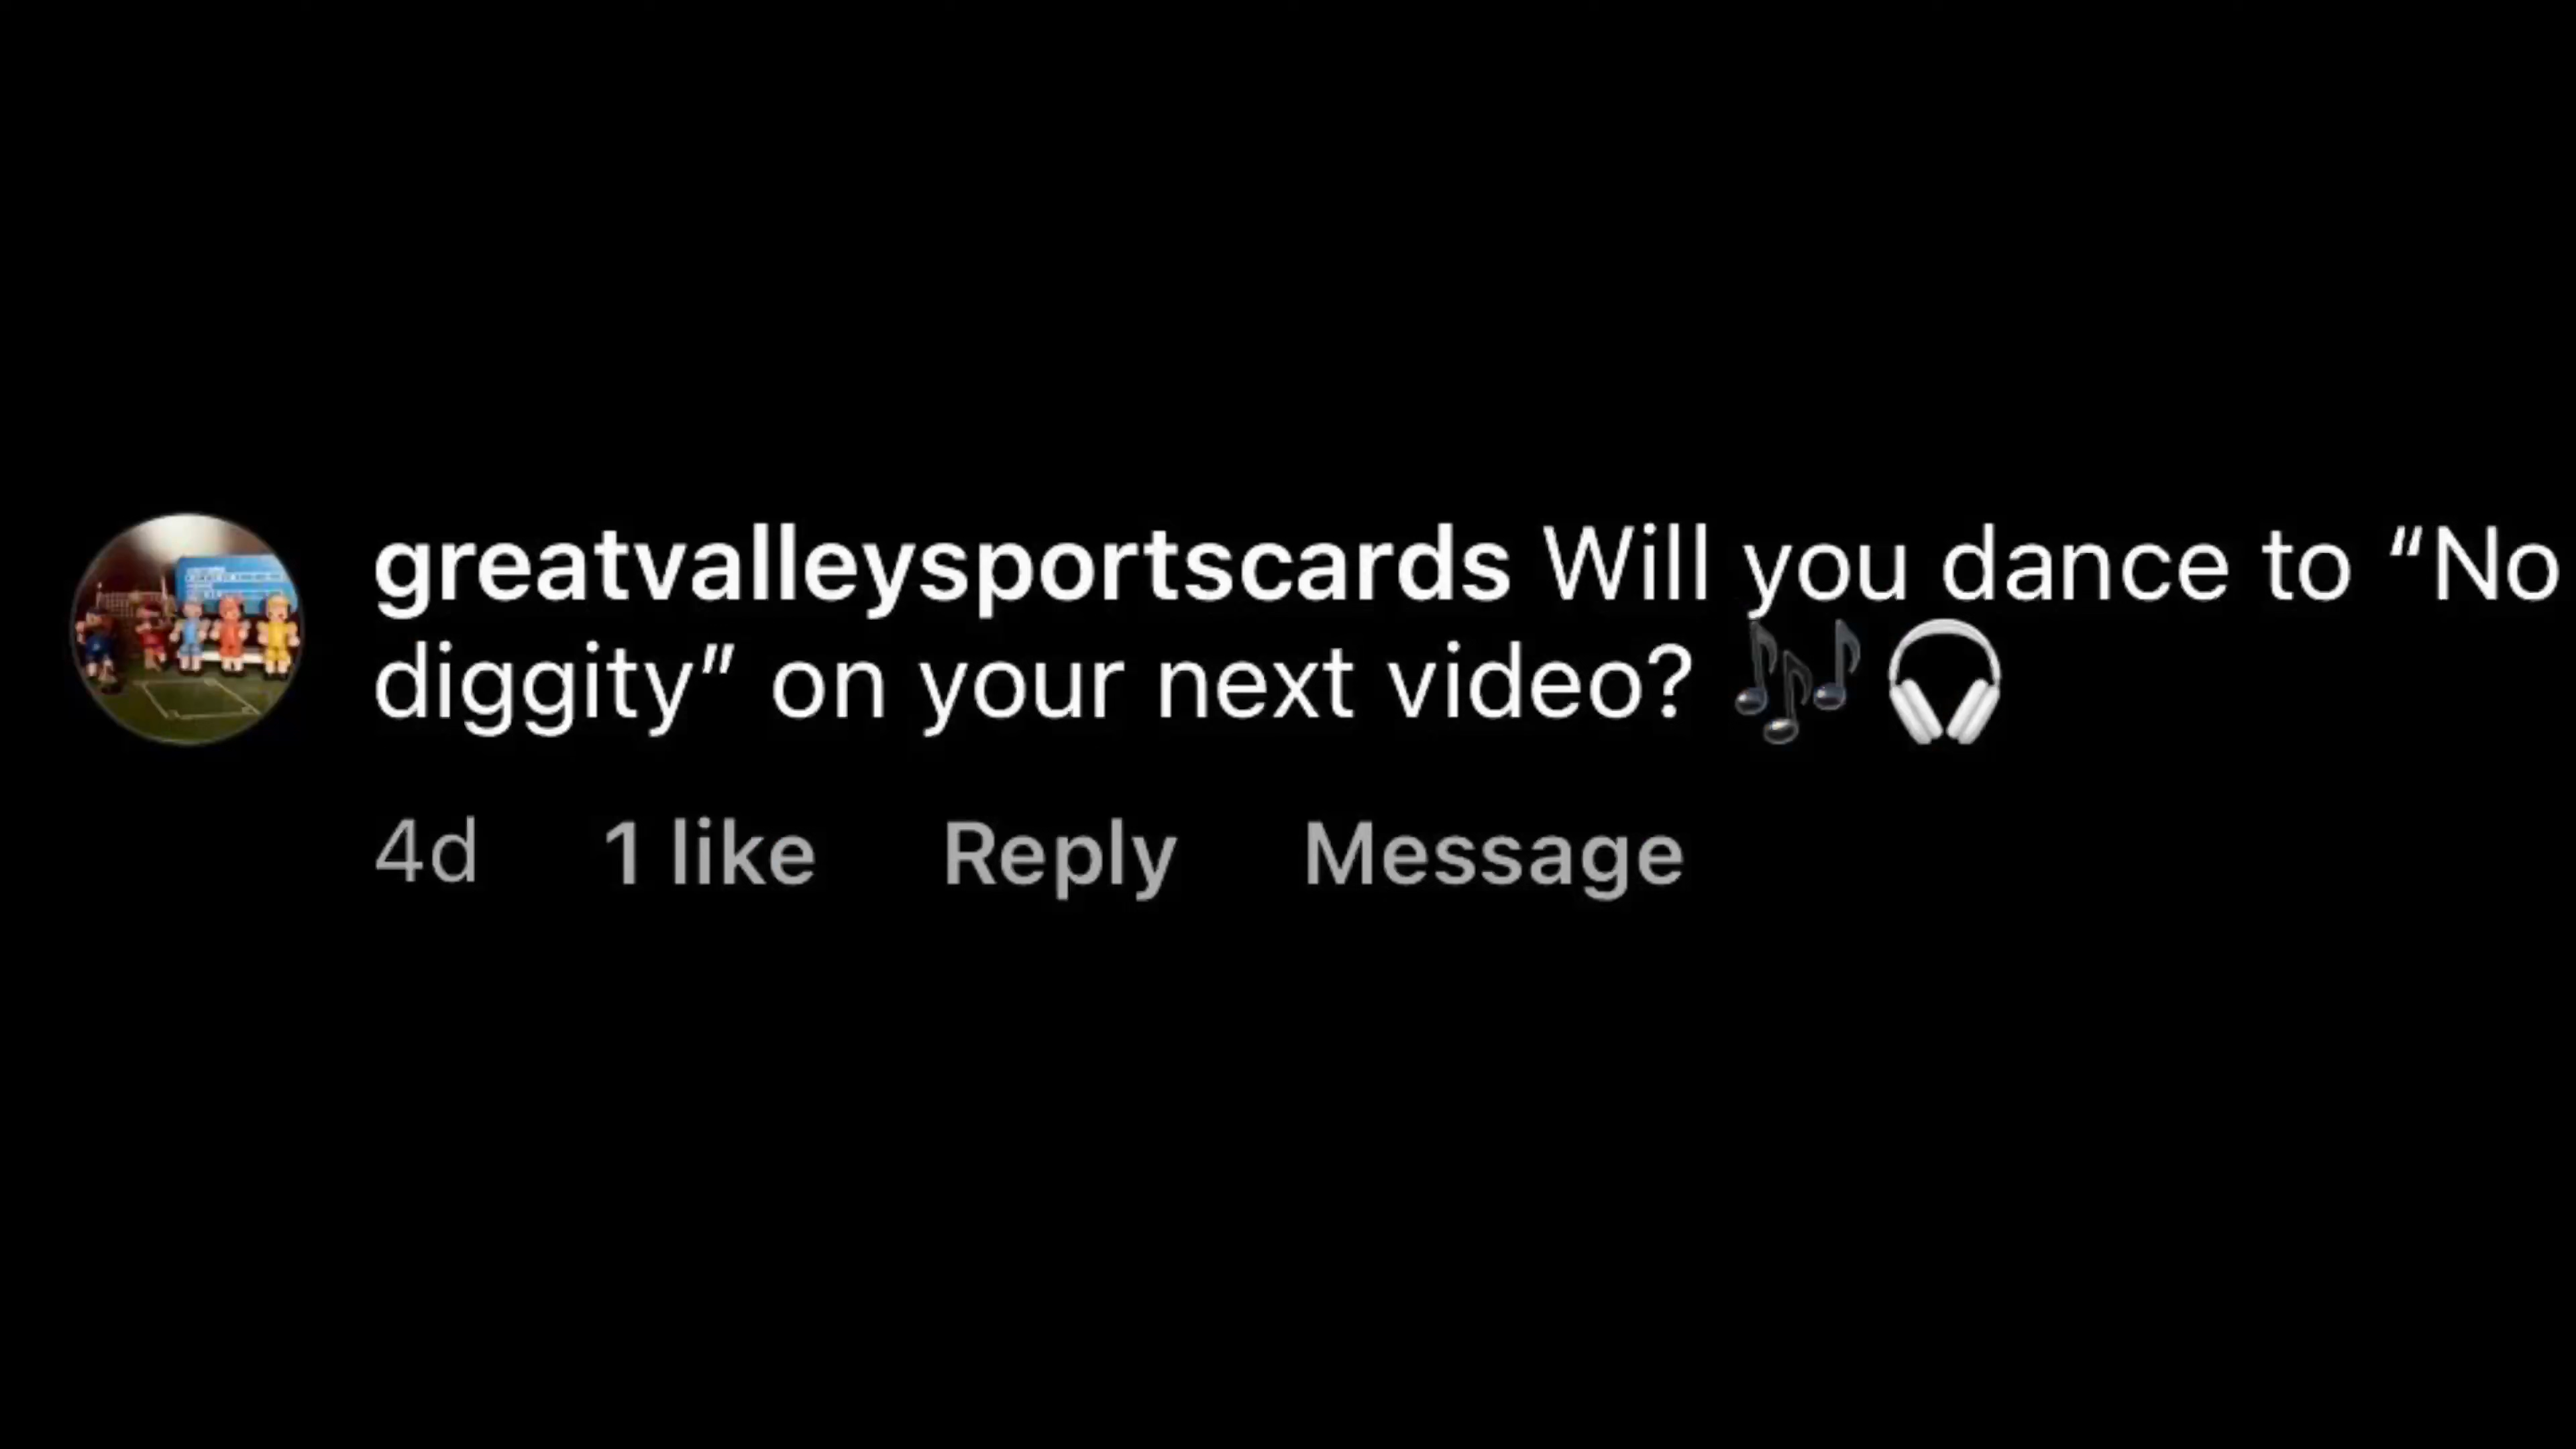 greatvalleysportscards Will you dance to “No
diggity” on your next video? 🎶🎧
4d 1 like Reply Message